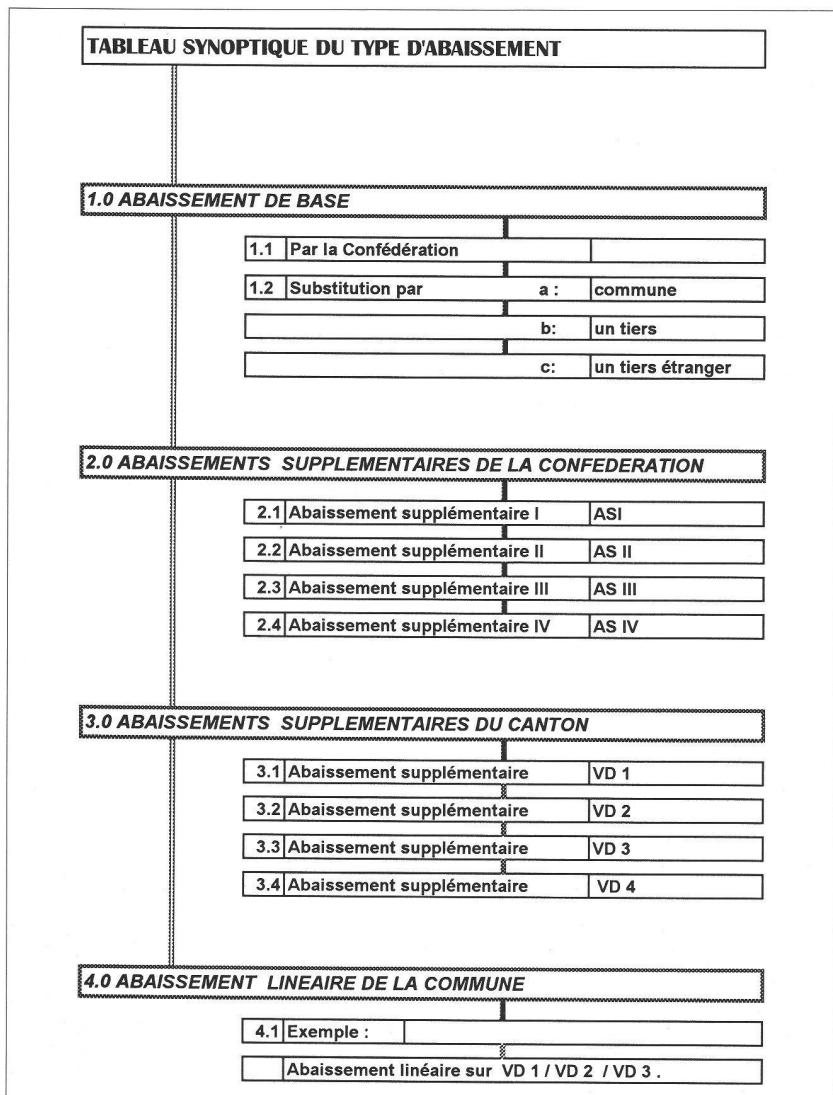 TABLEAU SYNOPTIQUE DU TYPE D'ABAISSEMENT
1.0 ABAISSEMENT DE BASE
1.1 Par la Confédération
1.2 Substitution par a : commune
b: un tiers
c: un tiers étranger
2.0 ABAISSEMENTS SUPPLEMENTAIRES DE LA CONFEDERATION
2.1 Abaissement supplémentaire I ASI
2.2 Abaissement supplémentaire II AS II
2.3 Abaissement supplémentaire III AS III
2.4 Abaissement supplémentaire IV AS IV
3.0 ABAISSEMENTS SUPPLEMENTAIRES DU CANTON
3.1 Abaissement supplémentaire VD 1
3.2 Abaissement supplémentaire VD 2
3.3 Abaissement supplémentaire VD 3
3.4 Abaissement supplémentaire VD 4
4.0 ABAISSEMENT LINEAIRE DE LA COMMUNE
4.1 Exemple :
Abaissement linéaire sur VD 1 / VD 2 / VD 3 .